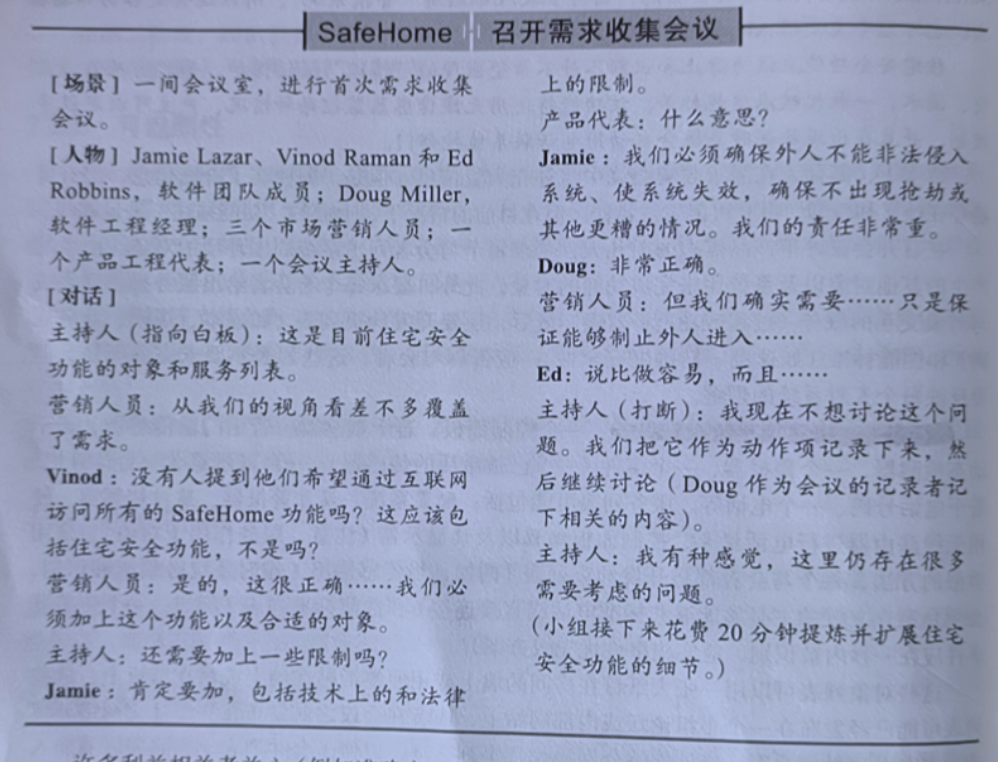 SafeHome 召开需求收集会议
[场景] 一间会议室，进行首次需求收集
会议。
[人物] Jamie Lazar、Vinod Raman 和 Ed
Robbins，软件团队成员；Doug Miller，
软件工程经理；三个市场营销人员；一
个产品工程代表；一个会议主持人。
[对话]
主持人（指向白板）：这是目前住宅安全
功能的对象和服务列表。
营销人员：从我们的视角看差不多覆盖
了需求。
Vinod：没有人提到他们希望通过互联网
访问所有的 SafeHome 功能吗？这应该包
括住宅安全功能，不是吗？
营销人员：是的，这很正确……我们必
须加上这个功能以及合适的对象。
主持人：还需要加上一些限制吗？
Jamie：肯定要加，包括技术上的和法律
上的限制。
产品代表：什么意思？
Jamie：我们必须确保外人不能非法侵入
系统、使系统失效，确保不出现抢劫或
其他更糟的情况。我们的责任非常重。
Doug：非常正确。
营销人员：但我们确实需要……只是保
证能够制止外人进入……
Ed：说比做容易，而且……
主持人（打断）：我现在不想讨论这个问
题。我们把它作为动作项记录下来，然
后继续讨论（Doug 作为会议的记录者记
下相关的内容）。
主持人：我有种感觉，这里仍存在很多
需要考虑的问题。
（小组接下来花费 20 分钟提炼并扩展住宅
安全功能的细节。）